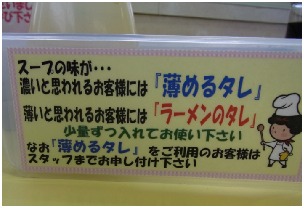 スープの味が・・・
濃いと思われるお客様には『薄めるタレ』
薄いと思われるお客様には「ラーメンのタレ」
少量ずつ入れてお使い下さい
なお「薄めるタレ」をご利用のお客様は
スタッフまでお申し付け下さい